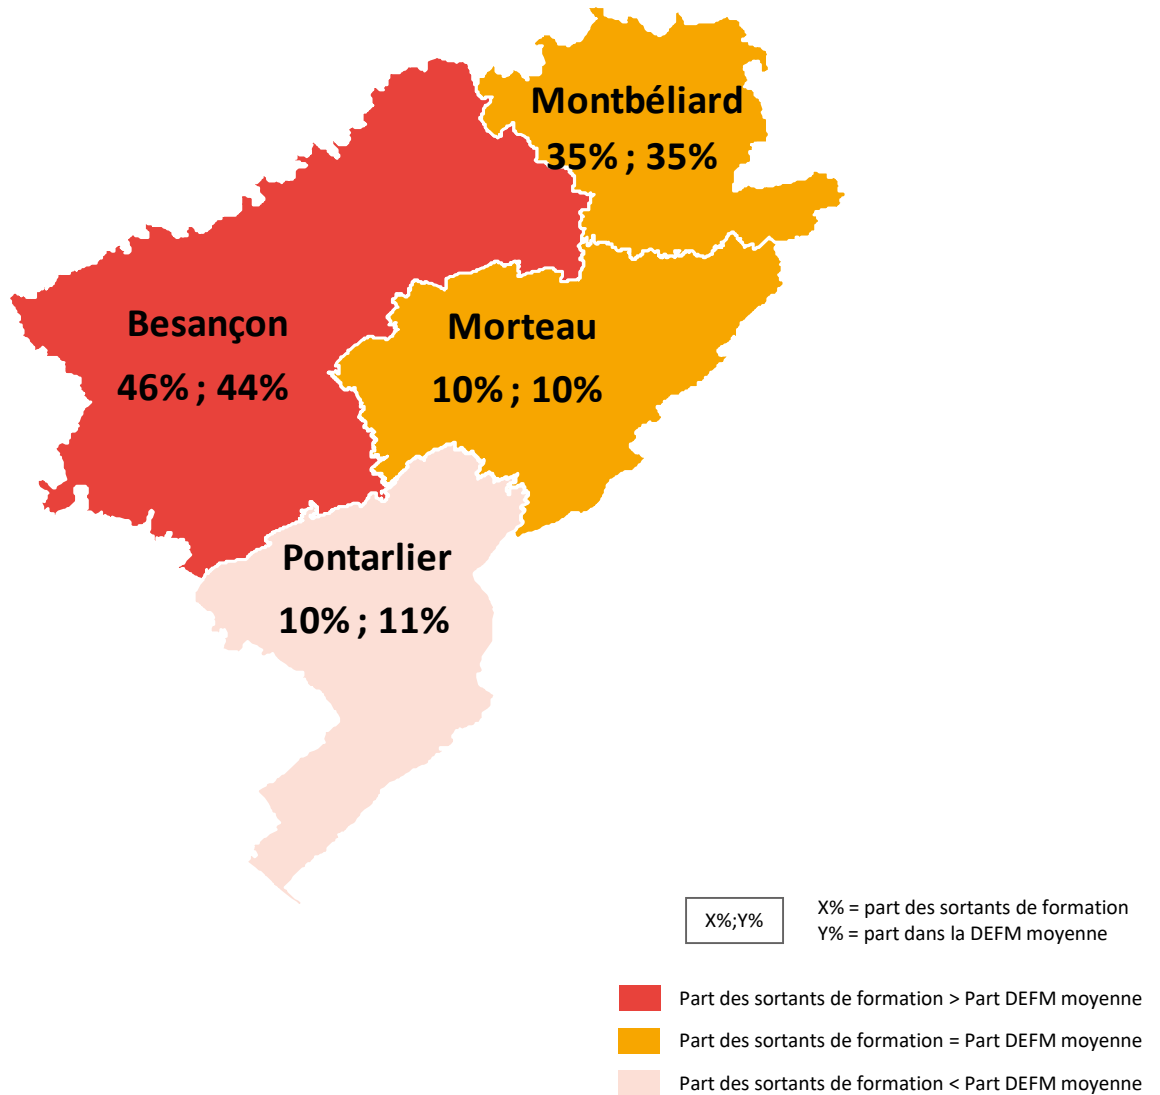 Montbéliard
35% ; 35%
Besançon
46% ; 44%
Morteau
10% ; 10%
Pontarlier
10% ; 11%
X%;Y%
X% = part des sortants de formation
Y% = part dans la DEFM moyenne
Part des sortants de formation > Part DEFM moyenne
Part des sortants de formation = Part DEFM moyenne
Part des sortants de formation < Part DEFM moyenne